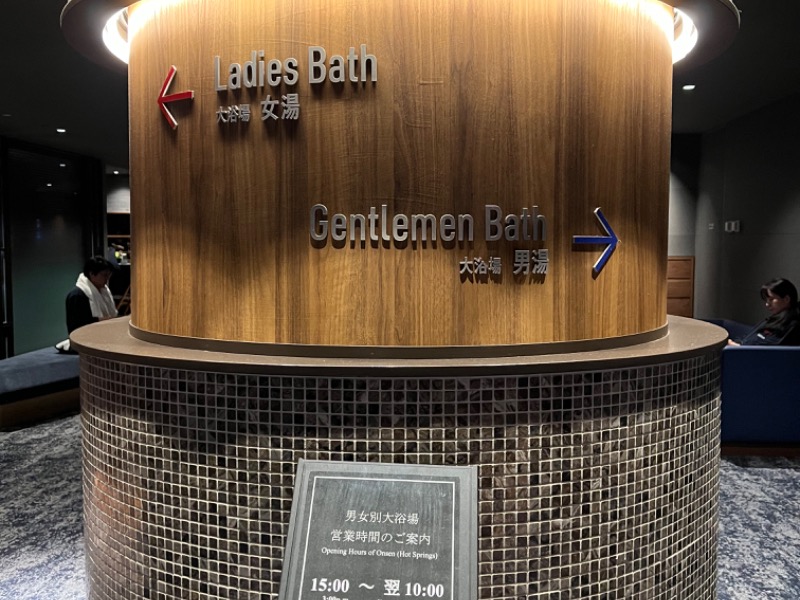 Ladies Bath
大浴場 女湯
Gentlemen Bath
大浴場 男湯
男女別大浴場
営業時間のご案内
Opening Hours of Onsen (Hot Springs)
15:00 ～ 翌 10:00